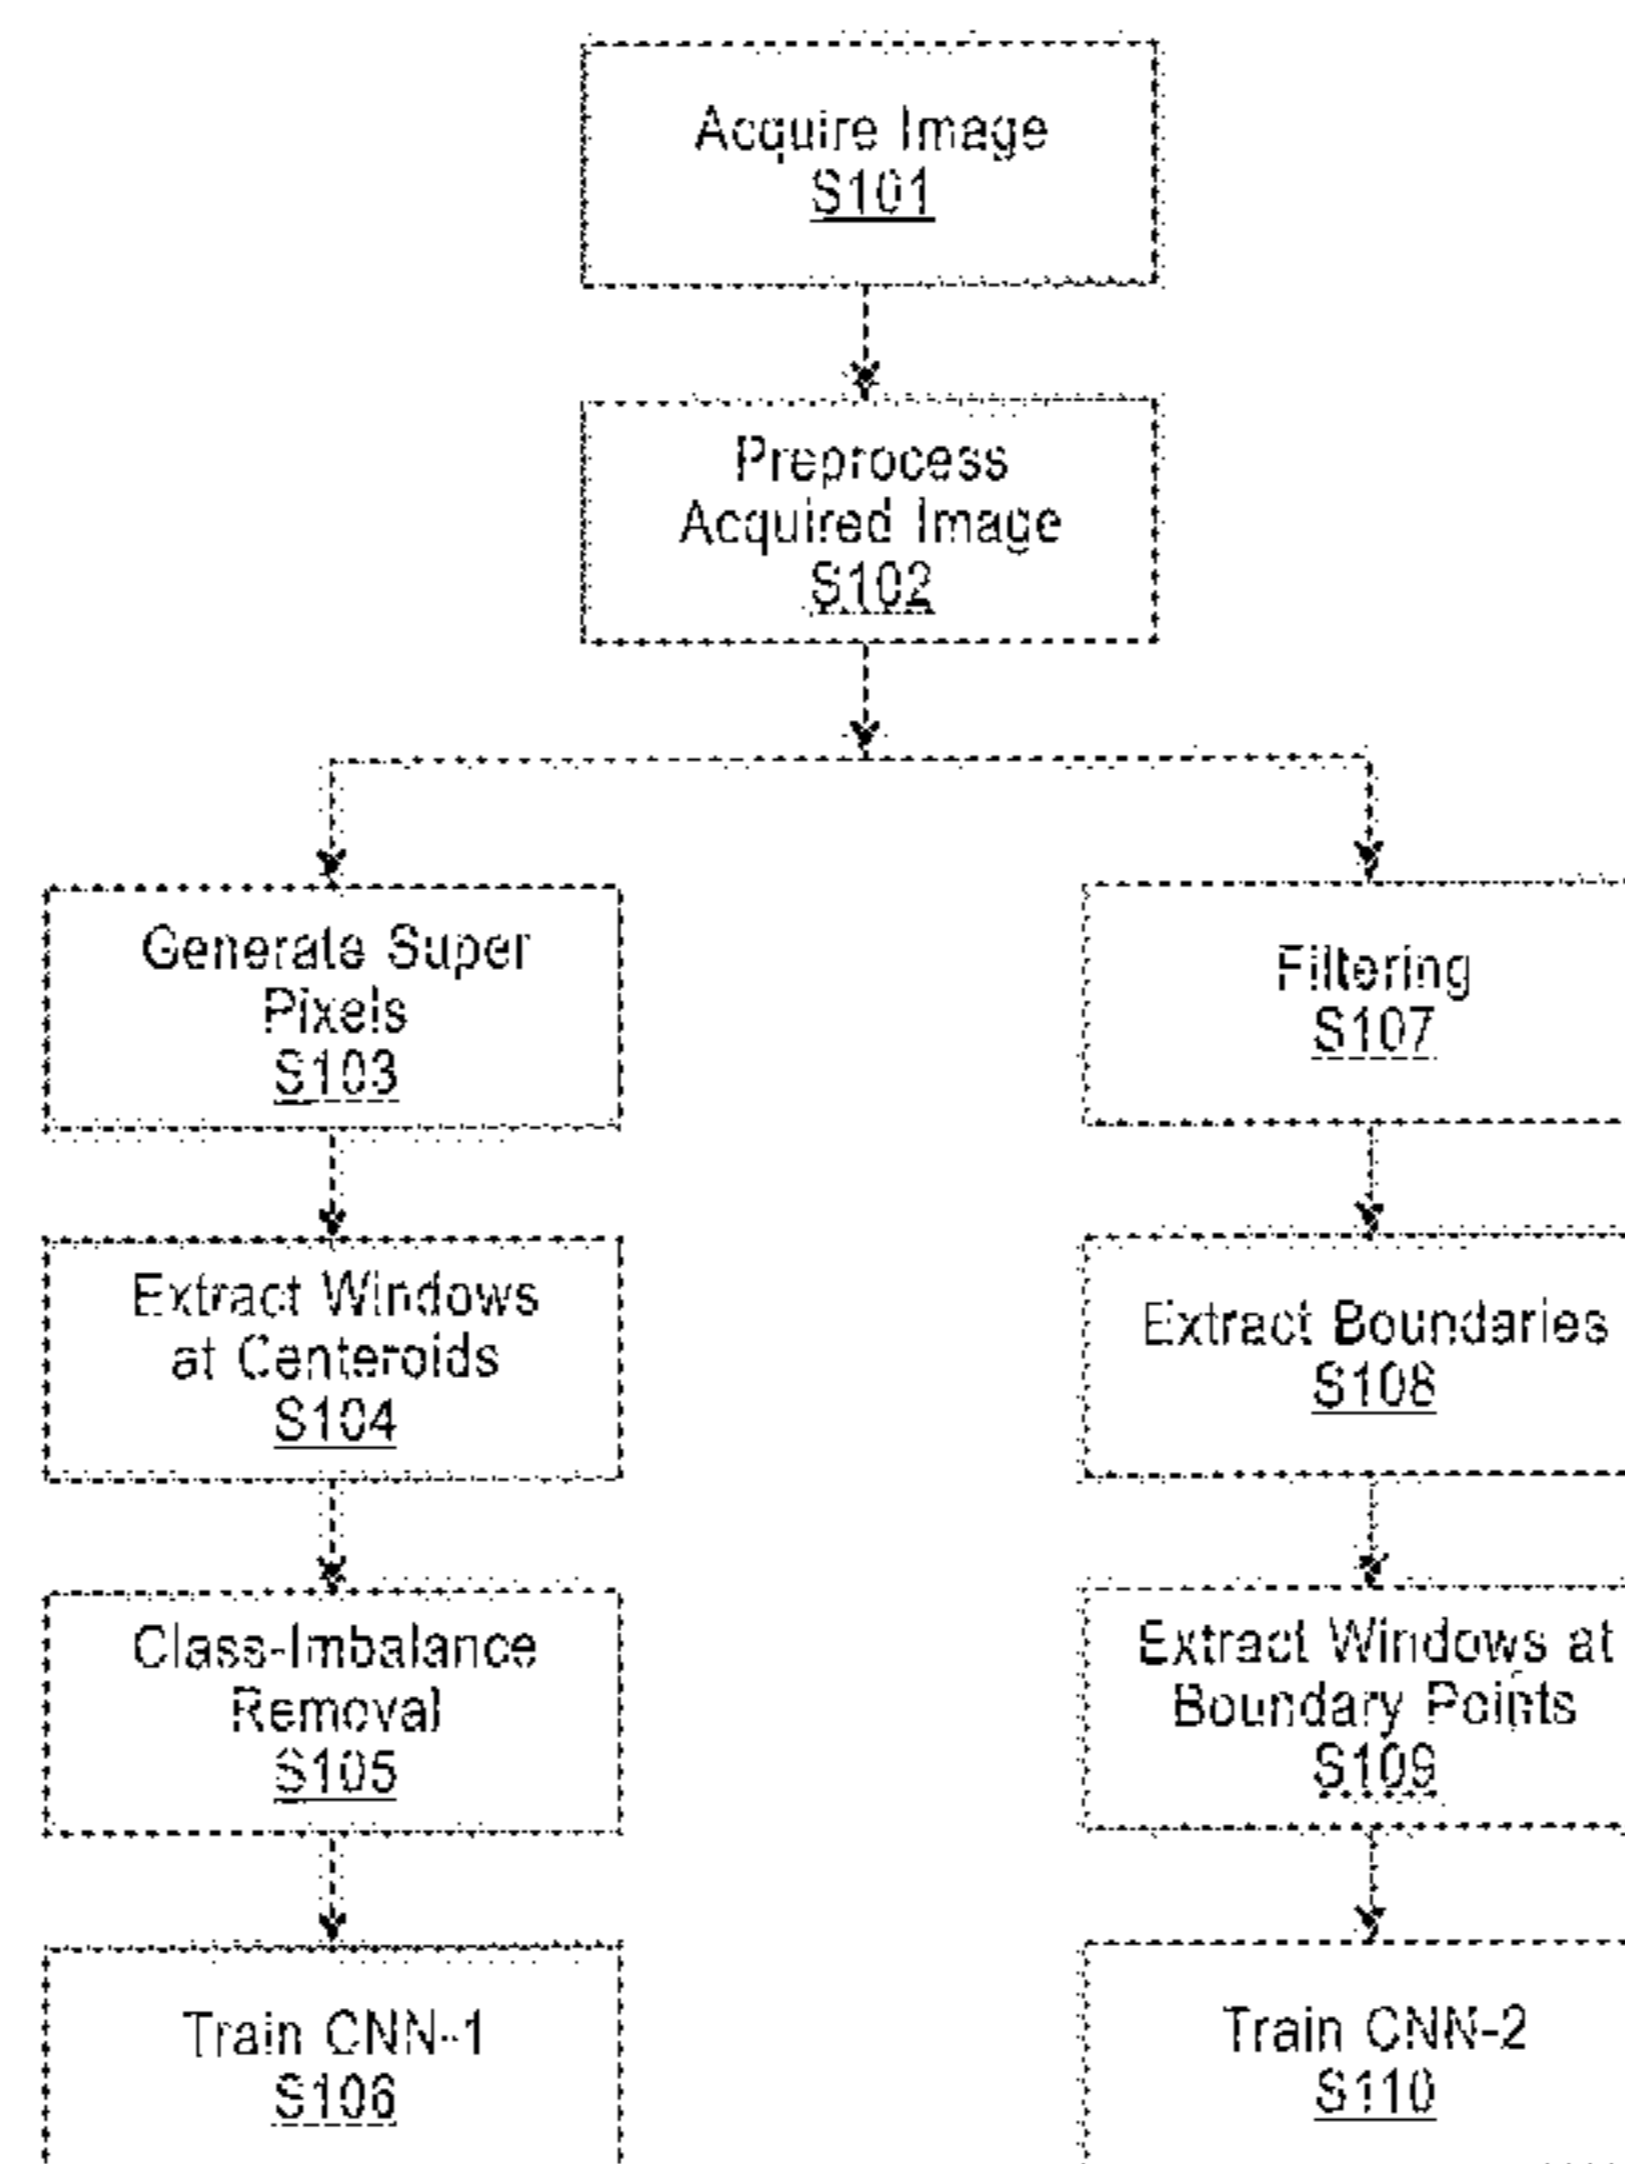 Acquire Image
S101
Preprocess
Acquired Image
S102
Generate Super
Pixels
S103
Extract Windows
at Centeroids
S104
Class-Imbalance
Removal
S105
Train CNN-1
S106
Filtering
S107
Extract Boundaries
S108
Extract Windows at
Boundary Points
S109
Train CNN-2
S110